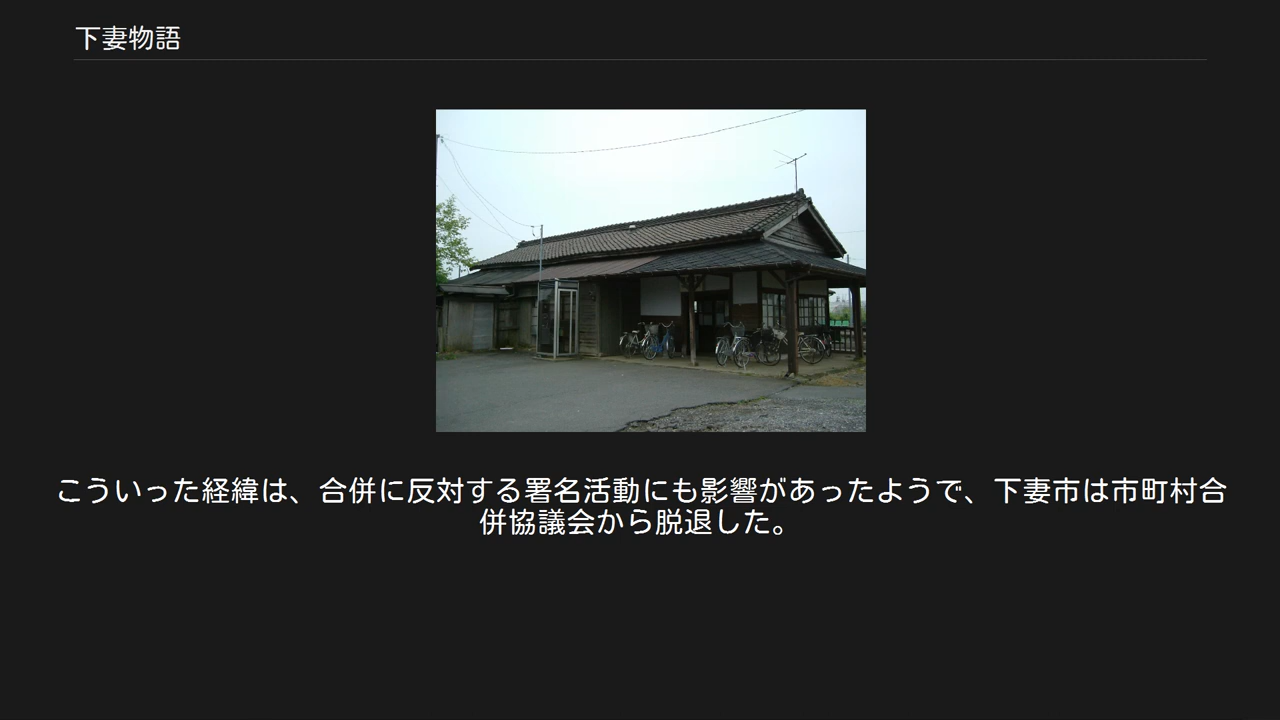 下妻物語
こういった経緯は、合併に反対する署名活動にも影響があったようで、下妻市は市町村合
併協議会から脱退した。